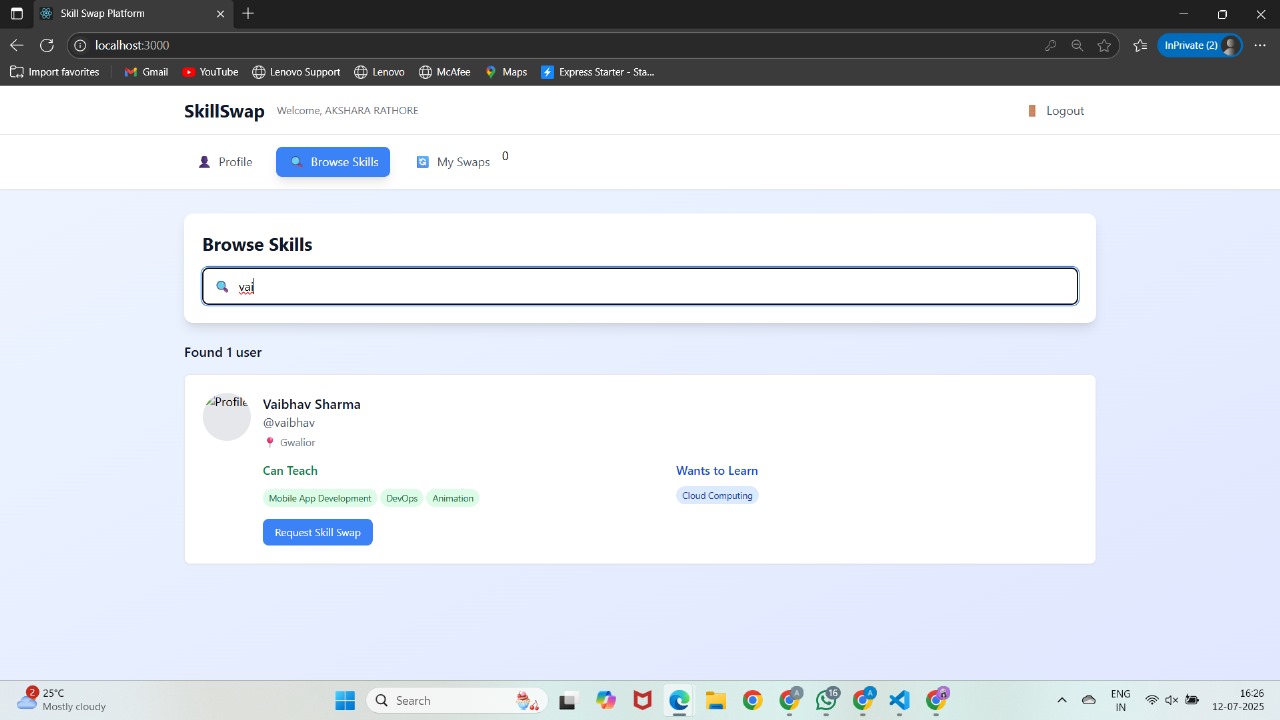 Skill Swap Platform
localhost:3000
InPrivate (2)
Import favorites Gmail YouTube Lenovo Support Lenovo McAfee Maps Express Starter - Sta...
SkillSwap Welcome, AKSHARA RATHORE Logout
Profile Browse Skills My Swaps 0
Browse Skills
vai
Found 1 user
Profile
Vaibhav Sharma
@vaibhav
Gwalior
Can Teach Wants to Learn
Mobile App Development DevOps Animation Cloud Computing
Request Skill Swap
2 25°C
Mostly cloudy
Search
A 16 A
ENG
IN
16:26
12-07-2025